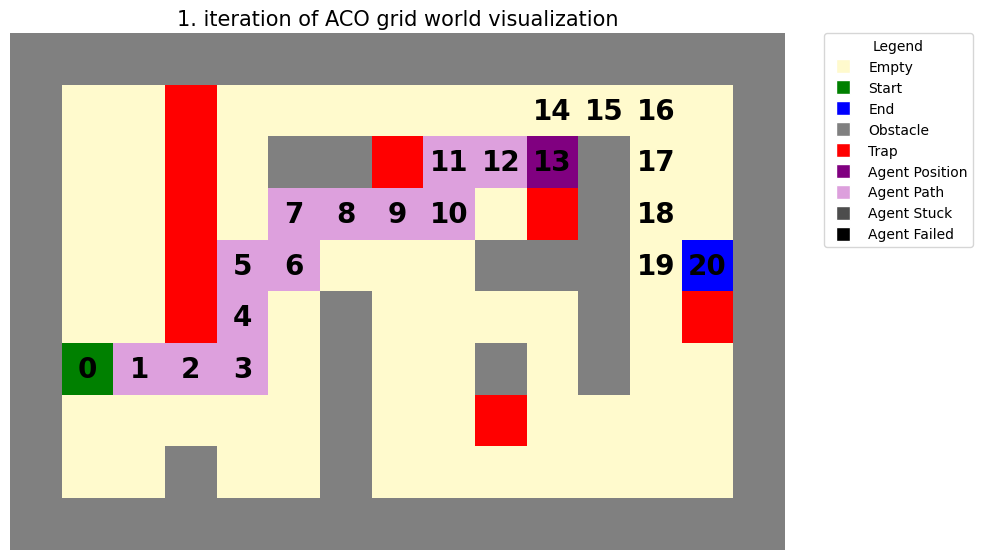 1. iteration of ACO grid world visualization
Legend
Empty
Start
End
Obstacle
Trap
Agent Position
Agent Path
Agent Stuck
Agent Failed
14 15 16
11 12 13 17
7 8 9 10 18
5 6 19 20
4
0 1 2 3